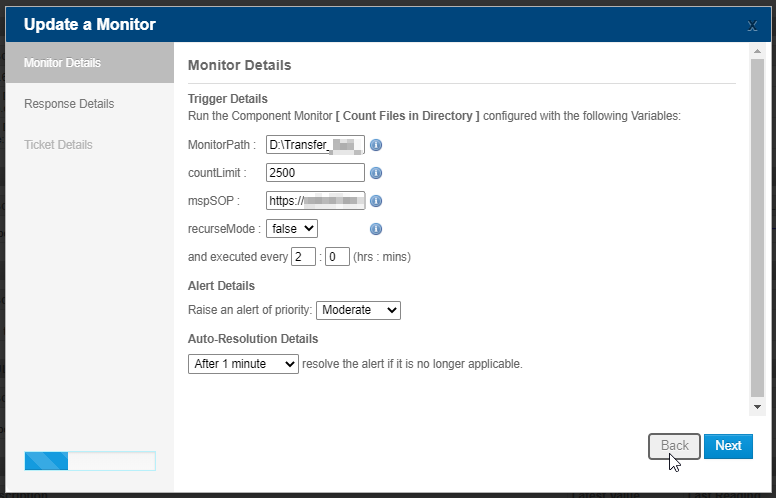 Update a Monitor
x
Monitor Details
Response Details
Ticket Details
Monitor Details
Trigger Details
Run the Component Monitor [ Count Files in Directory ] configured with the following Variables:
MonitorPath : D:\Transfer_
countLimit : 2500
mspSOP : https://
recurseMode : false
and executed every 2 : 0 (hrs : mins)
Alert Details
Raise an alert of priority: Moderate
Auto-Resolution Details
After 1 minute resolve the alert if it is no longer applicable.
Back Next